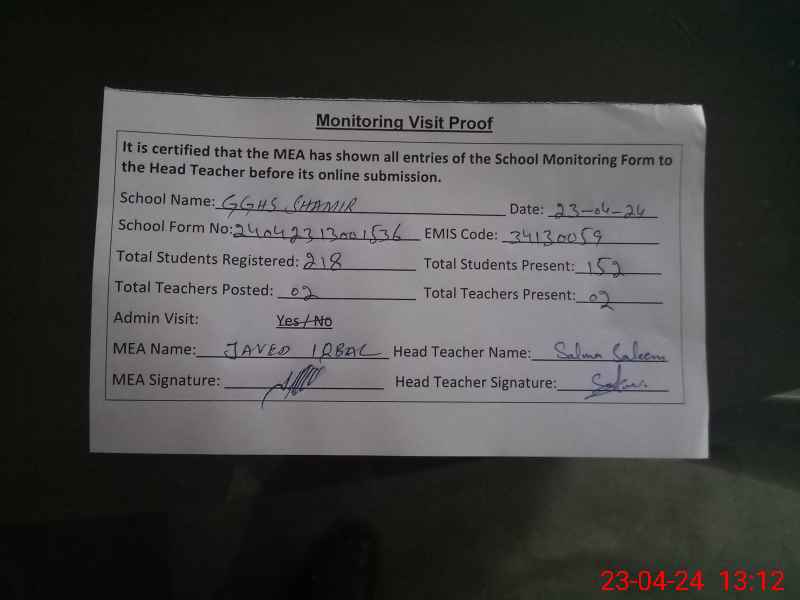 Monitoring Visit Proof
It is certified that the MEA has shown all entries of the School Monitoring Form to
the Head Teacher before its online submission.
School Name: GGHS SHAMIR Date: 23-04-24
School Form No: 24042313001536 EMIS Code: 34130059
Total Students Registered: 218 Total Students Present: 152
Total Teachers Posted: 02 Total Teachers Present: 02
Admin Visit: Yes / No
MEA Name: JAVED IQBAL Head Teacher Name: Salma Saleem
MEA Signature: Head Teacher Signature:
23-04-24 13:12